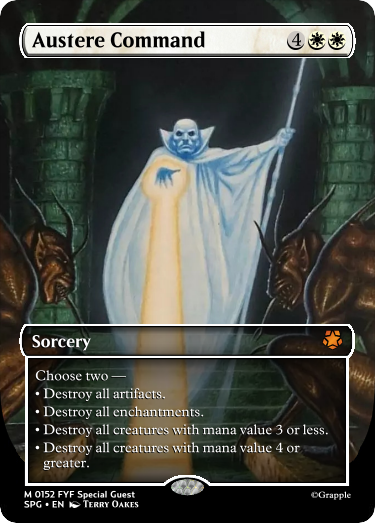 Austere Command 4
Sorcery
Choose two —
• Destroy all artifacts.
• Destroy all enchantments.
• Destroy all creatures with mana value 3 or less.
• Destroy all creatures with mana value 4 or
greater.
M 0152 FYF Special Guest
SPG • EN Terry Oakes
©Grapple